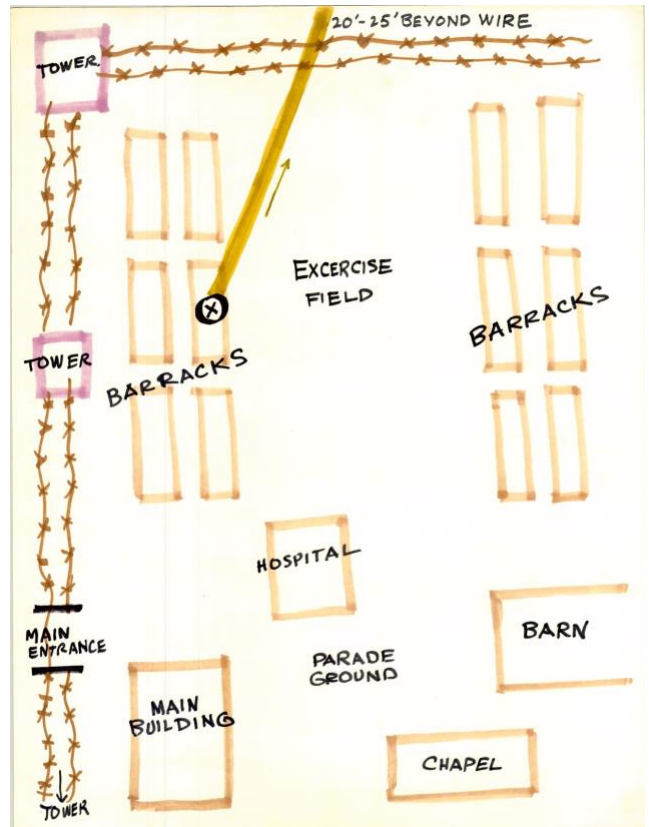 20'-25' BEYOND WIRE
TOWER
EXCERCISE
FIELD
BARRACKS
TOWER
BARRACKS
HOSPITAL
MAIN
ENTRANCE
BARN
PARADE
GROUND
MAIN
BUILDING
CHAPEL
TOWER